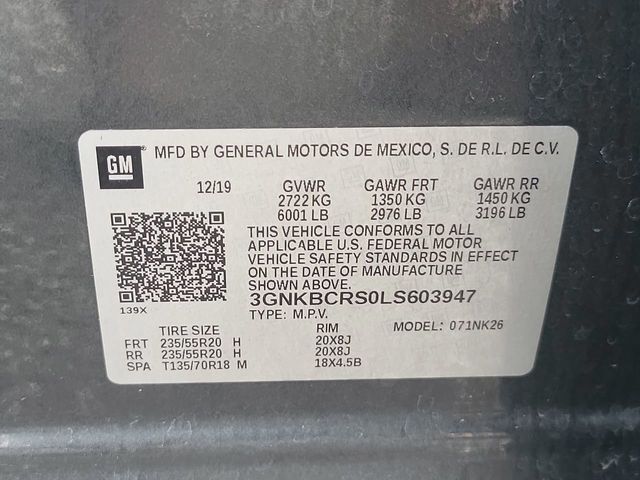 GM MFD BY GENERAL MOTORS DE MEXICO, S. DE R.L. DE C.V.
12/19 GVWR GAWR FRT GAWR RR
2722 KG 1350 KG 1450 KG
6001 LB 2976 LB 3196 LB
THIS VEHICLE CONFORMS TO ALL
APPLICABLE U.S. FEDERAL MOTOR
VEHICLE SAFETY STANDARDS IN EFFECT
ON THE DATE OF MANUFACTURE
SHOWN ABOVE.
3GNKBCRS0LS603947
139X TYPE: M.P.V.
TIRE SIZE RIM MODEL: 071NK26
FRT 235/55R20 H 20X8J
RR 235/55R20 H 20X8J
SPA T135/70R18 M 18X4.5B